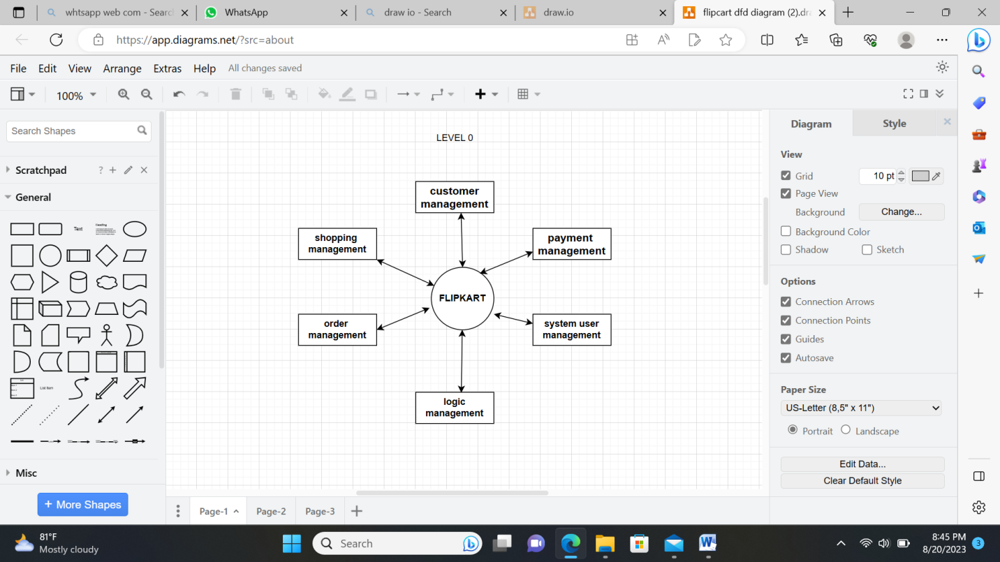 whtsapp web com - Searc
WhatsApp
draw io - Search
draw.io
flipcart dfd diagram (2).dra
https://app.diagrams.net/?src=about
File Edit View Arrange Extras Help All changes saved
100%
Search Shapes
Scratchpad
General
Text
Heading
List Item
Misc
+ More Shapes
LEVEL 0
customer
management
shopping
management
payment
management
FLIPKART
order
management
system user
management
logic
management
Diagram
Style
View
Grid
10 pt
Page View
Background
Change...
Background Color
Shadow
Sketch
Options
Connection Arrows
Connection Points
Guides
Autosave
Paper Size
US-Letter (8,5" x 11")
Portrait
Landscape
Edit Data...
Clear Default Style
Page-1
Page-2
Page-3
81°F
Mostly cloudy
Search
8:45 PM
8/20/2023
3